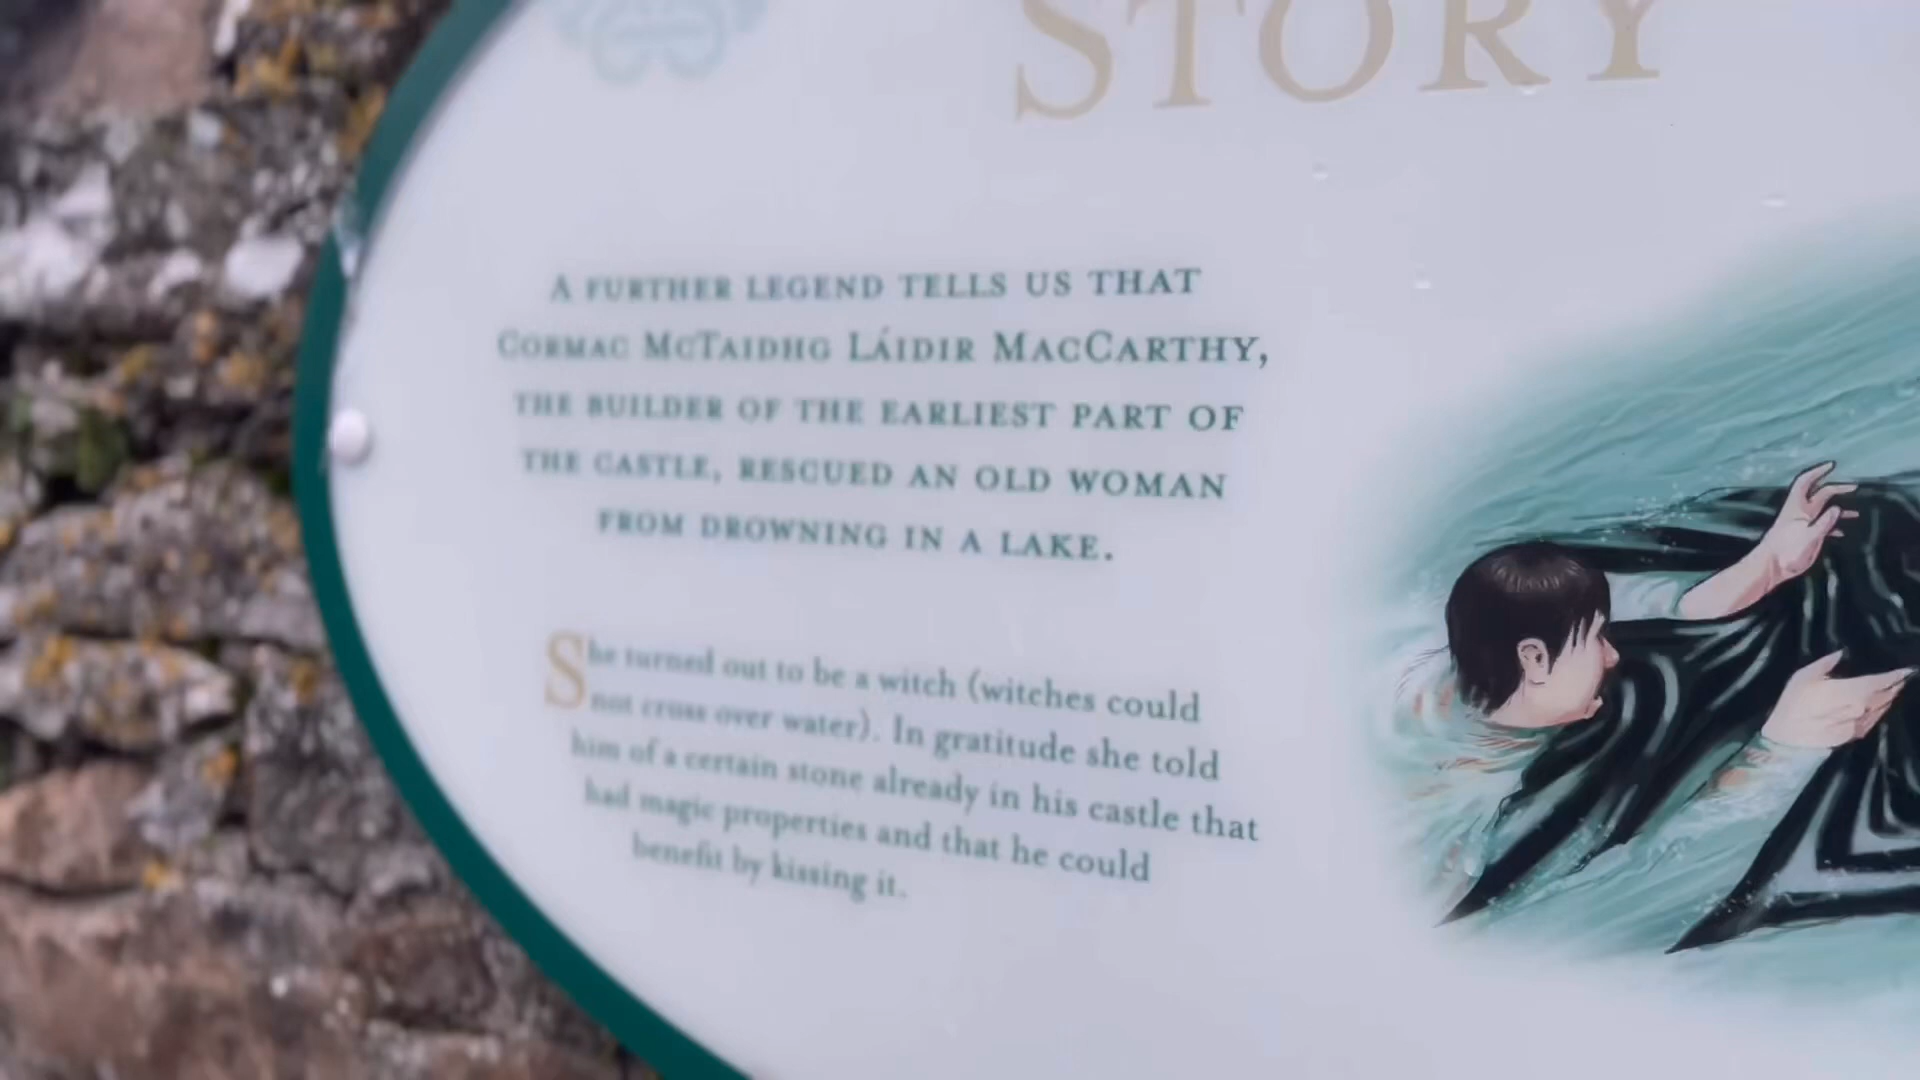 STORY
A FURTHER LEGEND TELLS US THAT
CORMAC MCTAIDHG LÁIDIR MACCARTHY,
THE BUILDER OF THE EARLIEST PART OF
THE CASTLE, RESCUED AN OLD WOMAN
FROM DROWNING IN A LAKE.
She turned out to be a witch (witches could
not cross over water). In gratitude she told
him of a certain stone already in his castle that
had magic properties and that he could
benefit by kissing it.